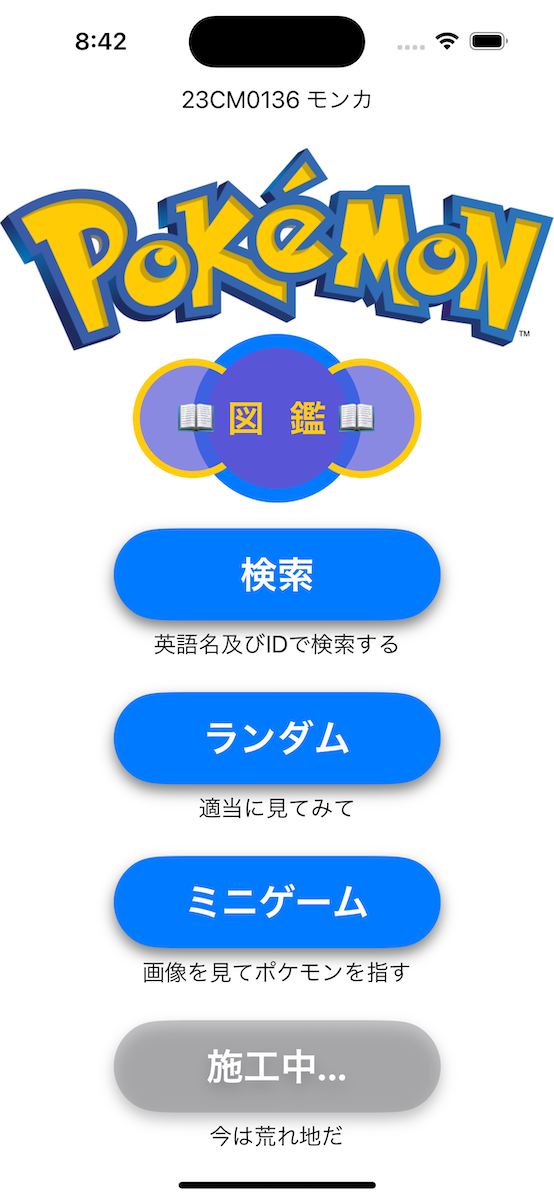 8:42
23CM0136 モンカ
POKéMON
TM
図 鑑
検索
英語名及びIDで検索する
ランダム
適当に見てみて
ミニゲーム
画像を見てポケモンを指す
施工中...
今は荒れ地だ